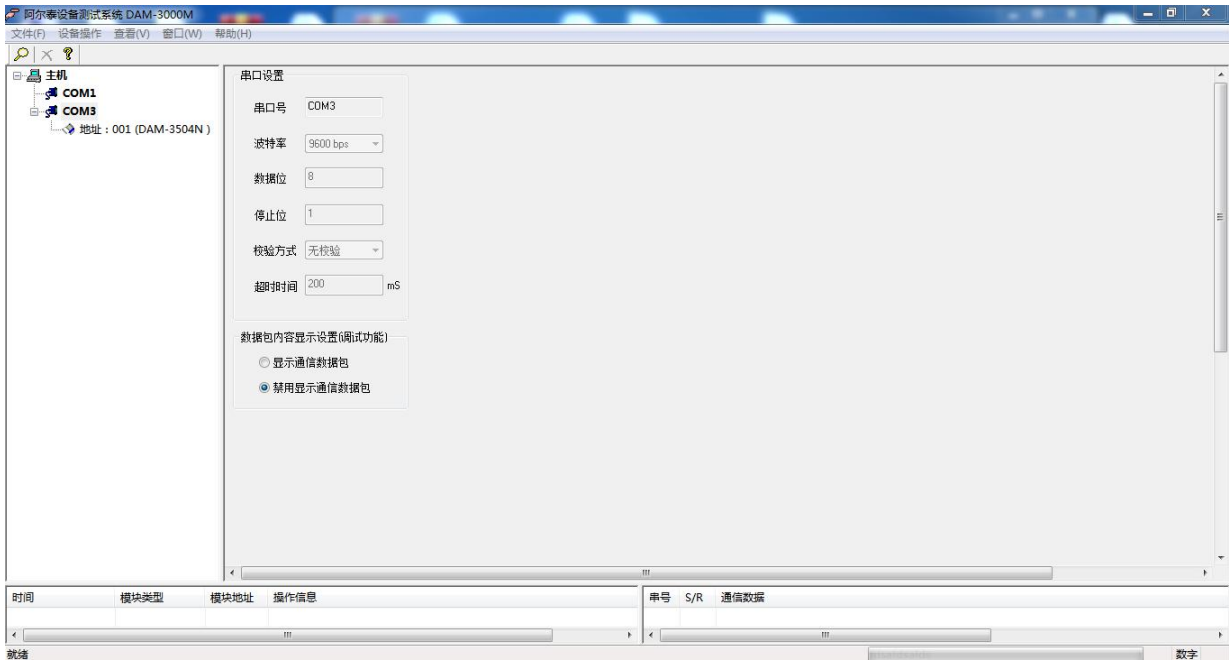 阿尔泰设备测试系统 DAM-3000M
文件(F) 设备操作 查看(V) 窗口(W) 帮助(H)
主机
COM1
COM3
地址：001 (DAM-3504N )
串口设置
串口号 COM3
波特率 9600 bps
数据位 8
停止位 1
校验方式 无校验
超时时间 200 mS
数据包内容显示设置(调试功能)
显示通信数据包
禁用显示通信数据包
时间 模块类型 模块地址 操作信息
串号 S/R 通信数据
就绪
数字